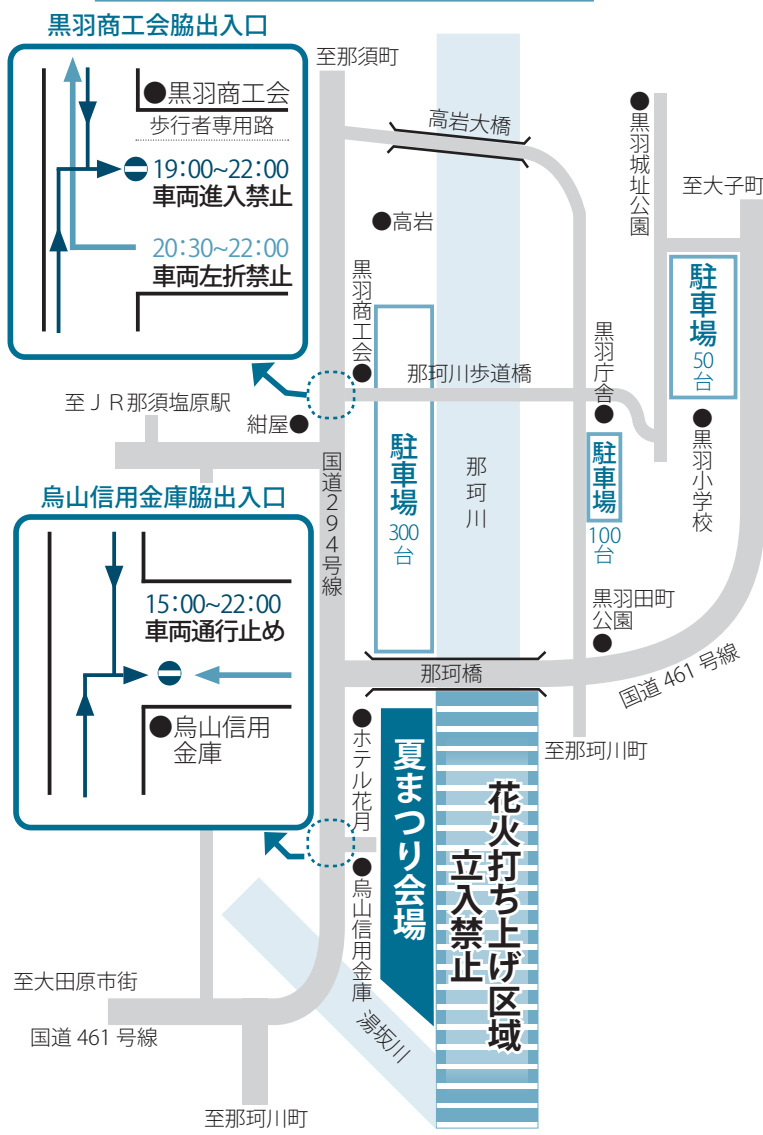 黒羽商工会脇出入口
黒羽商工会
歩行者専用路
19:00~22:00
車両進入禁止
20:30~22:00
車両左折禁止
至那須町
高岩大橋
黒羽城址公園
至大子町
高岩
駐車場
50
台
黒羽商工会
黒羽庁舎
那珂川歩道橋
至JR那須塩原駅
紺屋
黒羽小学校
駐車場
300
台
那珂川
駐車場
100
台
国道294号線
烏山信用金庫脇出入口
15:00~22:00
車両通行止め
烏山信用
金庫
黒羽田町
公園
那珂橋
国道 461 号線
至那珂川町
ホテル花月
夏まつり会場
花火打ち上げ区域
立入禁止
烏山信用金庫
至大田原市街
国道 461 号線
湯坂川
至那珂川町